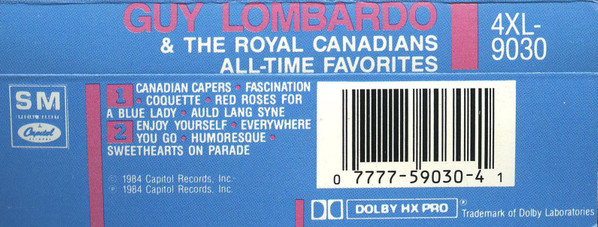 GUY LOMBARDO
& THE ROYAL CANADIANS
ALL-TIME FAVORITES
4XL-
9030
SM
Capitol
1 CANADIAN CAPERS • FASCINATION
• COQUETTE • RED ROSES FOR
A BLUE LADY • AULD LANG SYNE
2 ENJOY YOURSELF • EVERYWHERE
YOU GO • HUMORESQUE •
SWEETHEARTS ON PARADE
℗ 1984 Capitol Records, Inc.
© 1984 Capitol Records, Inc.
0 7777-59030-4 1
DOLBY HX PRO
Trademark of Dolby Laboratories